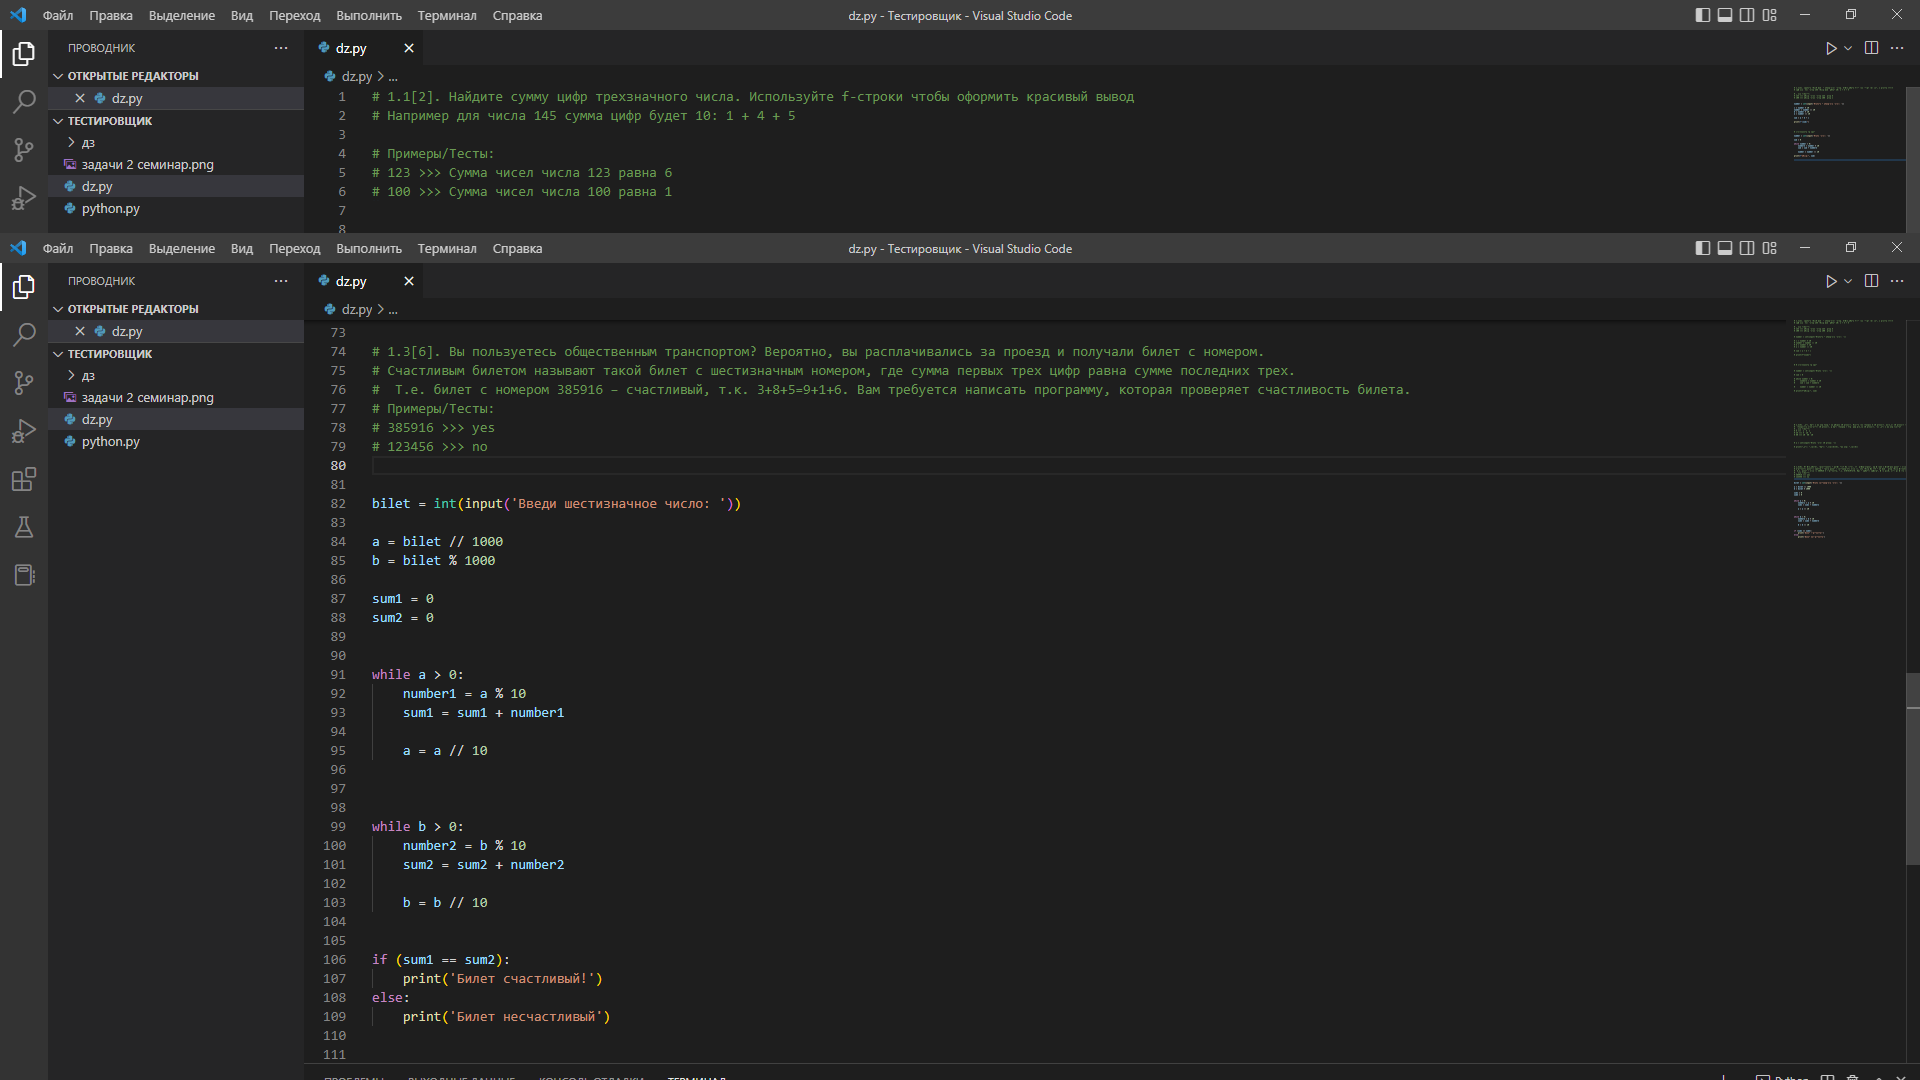 Файл Правка Выделение Вид Переход Выполнить Терминал Справка
dz.py - Тестировщик - Visual Studio Code
ПРОВОДНИК
ОТКРЫТЫЕ РЕДАКТОРЫ
dz.py
ТЕСТИРОВЩИК
дз
задачи 2 семинар.png
dz.py
python.py
dz.py
dz.py > ...
1 # 1.1[2]. Найдите сумму цифр трехзначного числа. Используйте f-строки чтобы оформить красивый вывод
2 # Например для числа 145 сумма цифр будет 10: 1 + 4 + 5
3
4 # Примеры/Тесты:
5 # 123 >>> Сумма чисел числа 123 равна 6
6 # 100 >>> Сумма чисел числа 100 равна 1
7
8
Файл Правка Выделение Вид Переход Выполнить Терминал Справка
dz.py - Тестировщик - Visual Studio Code
ПРОВОДНИК
ОТКРЫТЫЕ РЕДАКТОРЫ
dz.py
ТЕСТИРОВЩИК
дз
задачи 2 семинар.png
dz.py
python.py
dz.py
dz.py > ...
73
74 # 1.3[6]. Вы пользуетесь общественным транспортом? Вероятно, вы расплачивались за проезд и получали билет с номером.
75 # Счастливым билетом называют такой билет с шестизначным номером, где сумма первых трех цифр равна сумме последних трех.
76 #  Т.е. билет с номером 385916 – счастливый, т.к. 3+8+5=9+1+6. Вам требуется написать программу, которая проверяет счастливость билета.
77 # Примеры/Тесты:
78 # 385916 >>> yes
79 # 123456 >>> no
80
81
82 bilet = int(input('Введи шестизначное число: '))
83
84 a = bilet // 1000
85 b = bilet % 1000
86
87 sum1 = 0
88 sum2 = 0
89
90
91 while a > 0:
92     number1 = a % 10
93     sum1 = sum1 + number1
94
95     a = a // 10
96
97
98
99 while b > 0:
100     number2 = b % 10
101     sum2 = sum2 + number2
102
103     b = b // 10
104
105
106 if (sum1 == sum2):
107     print('Билет счастливый!')
108 else:
109     print('Билет несчастливый')
110
111
ПРОБЛЕМЫ ВЫХОДНЫЕ ДАННЫЕ КОНСОЛЬ ОТЛАДКИ ТЕРМИНАЛ
Python